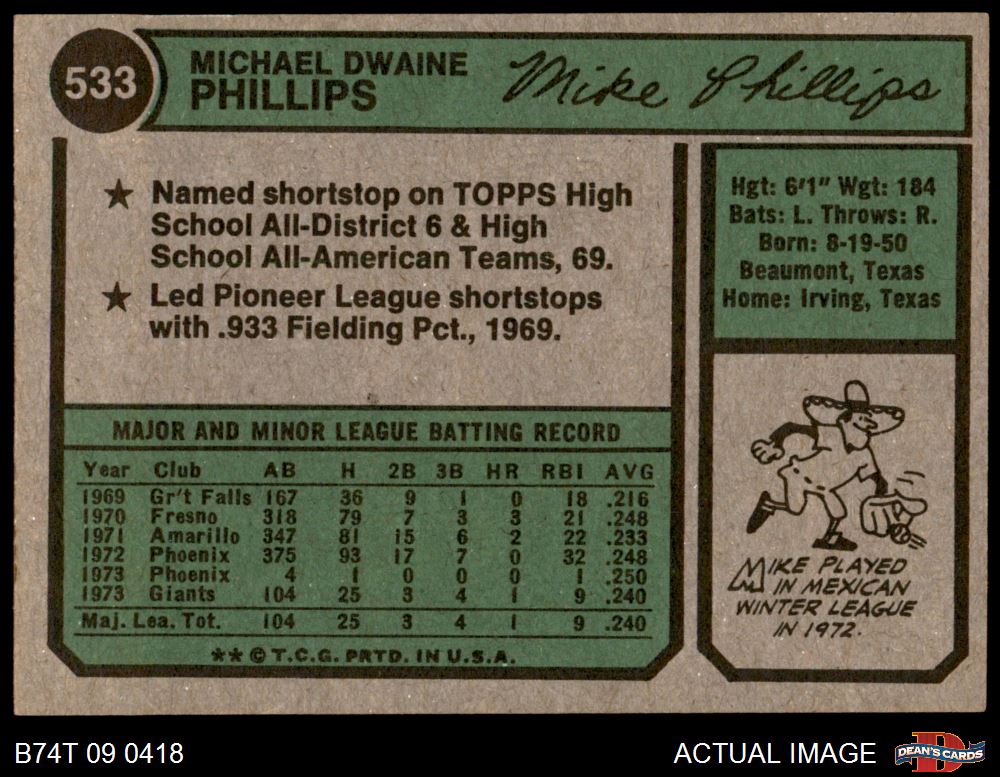 533
MICHAEL DWAINE
PHILLIPS
Mike Phillips
★ Named shortstop on TOPPS High
School All-District 6 & High
School All-American Teams, 69.
★ Led Pioneer League shortstops
with .933 Fielding Pct., 1969.
Hgt: 6'1" Wgt: 184
Bats: L. Throws: R.
Born: 8-19-50
Beaumont, Texas
Home: Irving, Texas
MAJOR AND MINOR LEAGUE BATTING RECORD
Year Club AB H 2B 3B HR RBI AVG
1969 Gr't Falls 167 36 9 1 0 18 .216
1970 Fresno 318 79 7 3 3 21 .248
1971 Amarillo 347 81 15 6 2 22 .233
1972 Phoenix 375 93 17 7 0 32 .248
1973 Phoenix 4 1 0 0 0 1 .250
1973 Giants 104 25 3 4 1 9 .240
Maj. Lea. Tot. 104 25 3 4 1 9 .240
**© T.C.G. PRTD. IN U.S.A.
MIKE PLAYED
IN MEXICAN
WINTER LEAGUE
IN 1972.
B74T 09 0418
ACTUAL IMAGE
D
DEAN'S CARDS